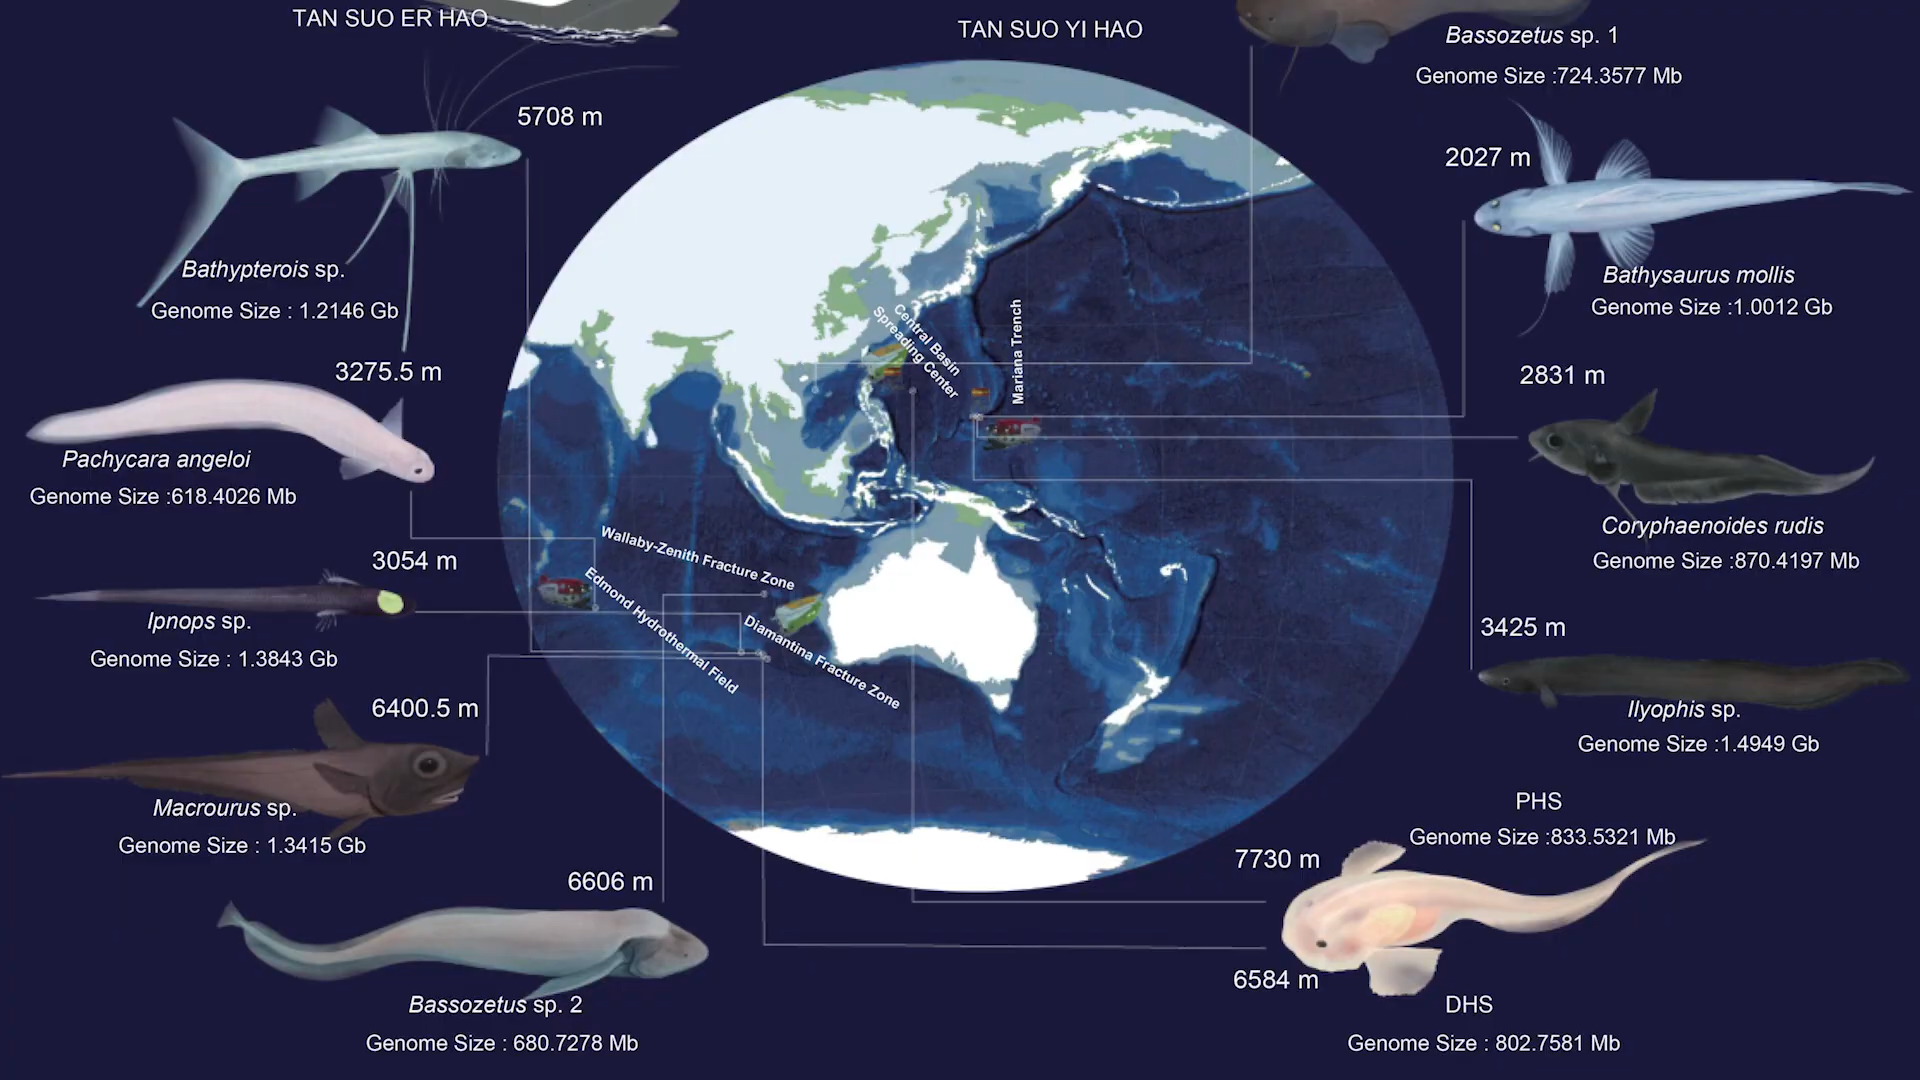 TAN SUO ER HAO
TAN SUO YI HAO
Bassozetus sp. 1
Genome Size :724.3577 Mb
5708 m
Bathypterois sp.
Genome Size : 1.2146 Gb
2027 m
Bathysaurus mollis
Genome Size :1.0012 Gb
3275.5 m
Pachycara angeloi
Genome Size :618.4026 Mb
2831 m
Coryphaenoides rudis
Genome Size :870.4197 Mb
Central Basin
Spreading Center
Mariana Trench
Wallaby-Zenith Fracture Zone
Edmond Hydrothermal Field
Diamantina Fracture Zone
3054 m
Ipnops sp.
Genome Size : 1.3843 Gb
3425 m
Ilyophis sp.
Genome Size :1.4949 Gb
6400.5 m
Macrourus sp.
Genome Size : 1.3415 Gb
PHS
Genome Size :833.5321 Mb
7730 m
6606 m
Bassozetus sp. 2
Genome Size : 680.7278 Mb
6584 m
DHS
Genome Size : 802.7581 Mb